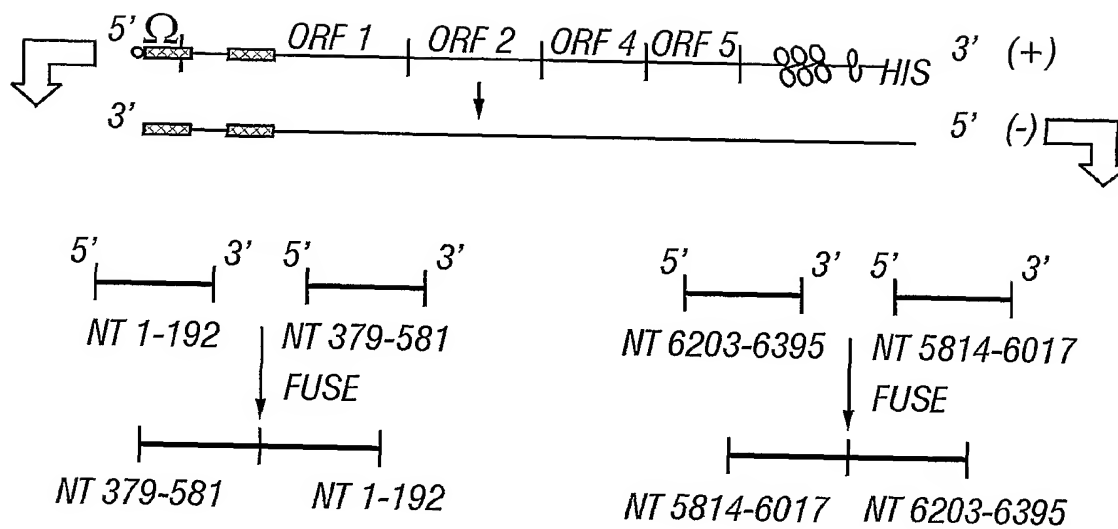 5' Ω ORF 1 ORF 2 ORF 4 ORF 5 HIS 3' (+)
3' 5' (-)
5' 3' 5' 3' 5' 3' 5' 3'
NT 1-192 NT 379-581 NT 6203-6395 NT 5814-6017
FUSE FUSE
NT 379-581 NT 1-192 NT 5814-6017 NT 6203-6395